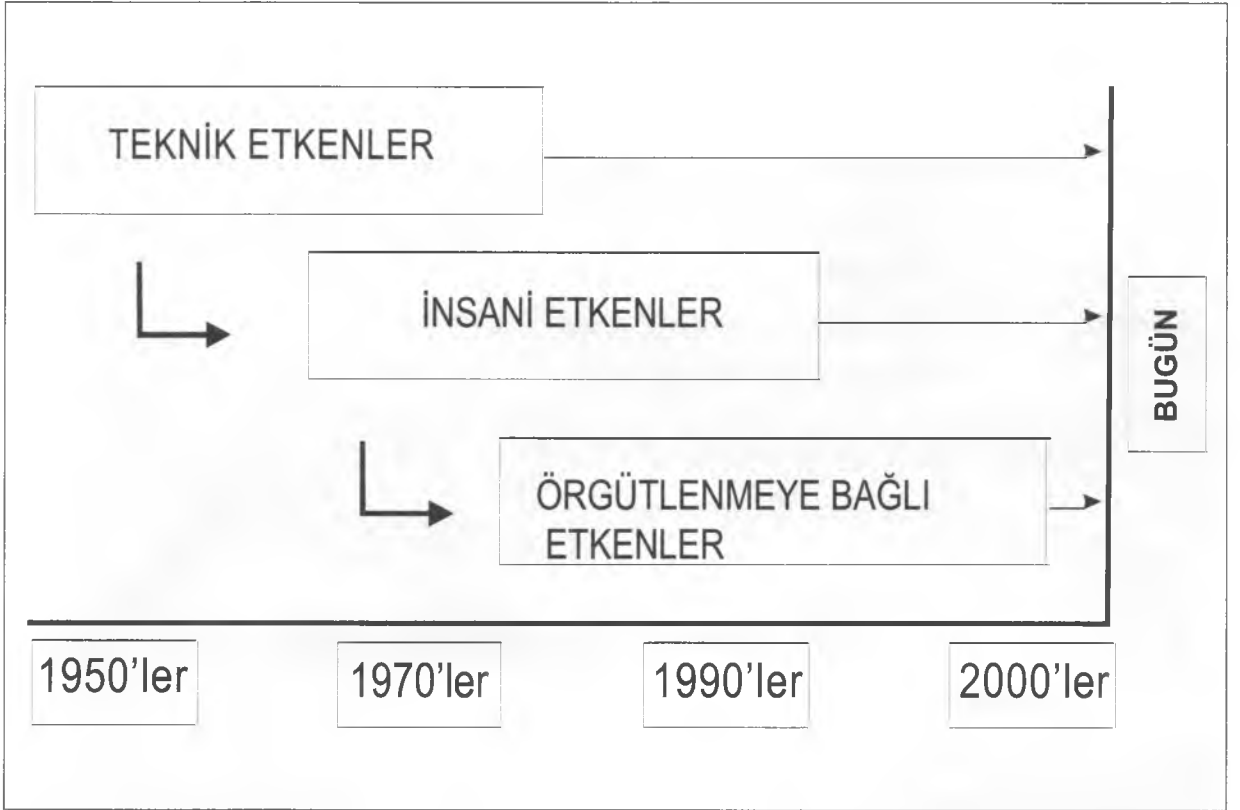 TEKNİK ETKENLER
İNSANİ ETKENLER
ÖRGÜTLENMEYE BAĞLI
ETKENLER
BUGÜN
1950'ler
1970'ler
1990'ler
2000'ler